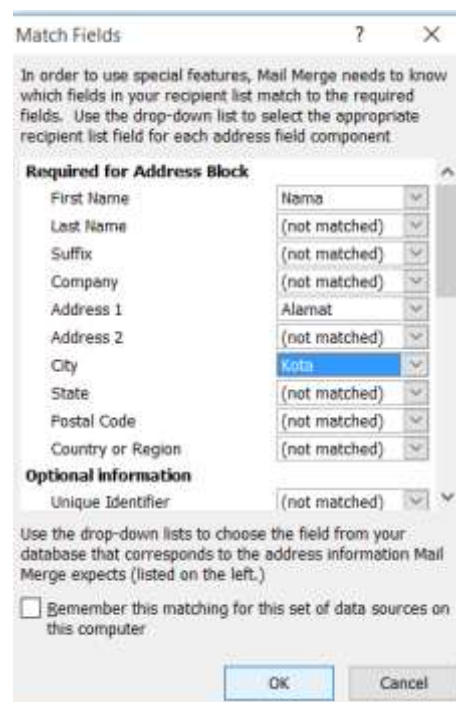 Match Fields ? ×
In order to use special features, Mail Merge needs to know
which fields in your recipient list match to the required
fields. Use the drop-down list to select the appropriate
recipient list field for each address field component
Required for Address Block
First Name Nama
Last Name (not matched)
Suffix (not matched)
Company (not matched)
Address 1 Alamat
Address 2 (not matched)
City Kota
State (not matched)
Postal Code (not matched)
Country or Region (not matched)
Optional information
Unique Identifier (not matched)
Use the drop-down lists to choose the field from your
database that corresponds to the address information Mail
Merge expects (listed on the left.)
Remember this matching for this set of data sources on
this computer
OK Cancel